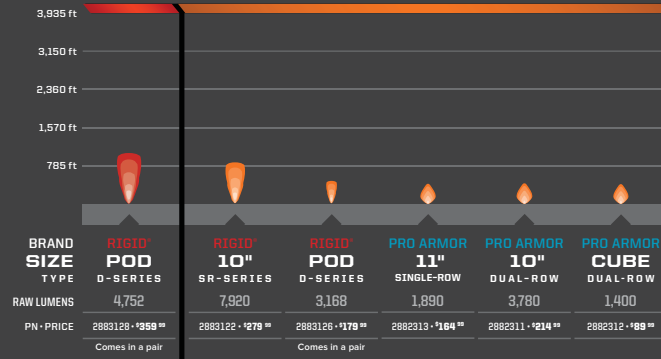 3,935 ft
3,150 ft
2,360 ft
1,570 ft
785 ft
BRAND RIGID® RIGID® RIGID® PRO ARMOR PRO ARMOR PRO ARMOR
SIZE POD 10" POD 11" 10" CUBE
TYPE D-SERIES SR-SERIES D-SERIES SINGLE-ROW DUAL-ROW DUAL-ROW
RAW LUMENS 4,752 7,920 3,168 1,890 3,780 1,400
PN • PRICE 2883128 • $359 99 2883122 • $279 99 2883126 • $179 99 2882313 • $164 99 2882311 • $214 99 2882312 • $89 99
Comes in a pair Comes in a pair